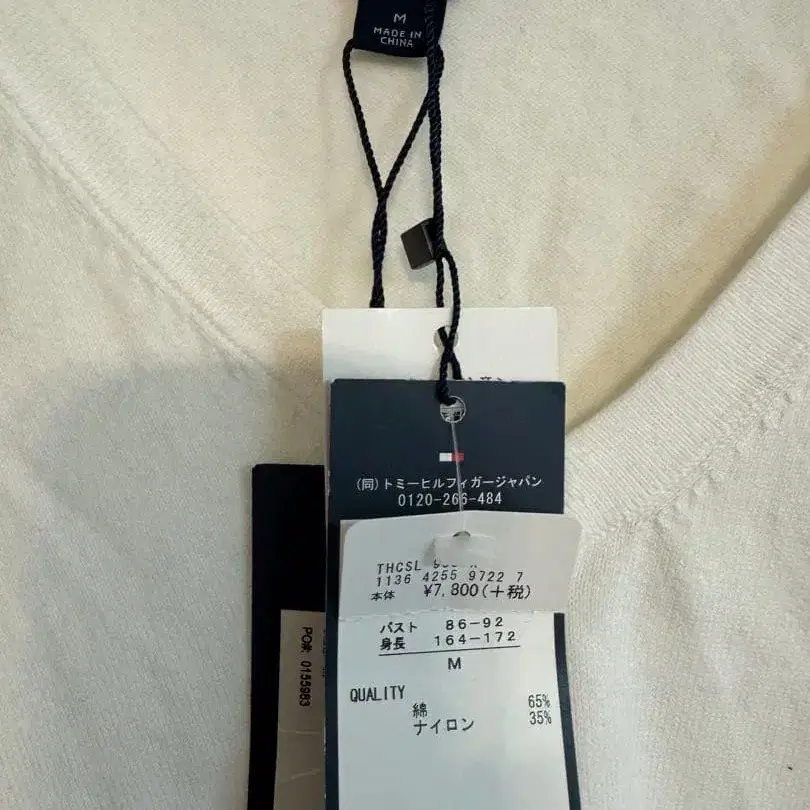 M
MADE IN
CHINA
(同)トミーヒルフィガージャパン
0120-266-484
THCSL
1136 4255 9722 7
本体 ¥7,800(+税)
バスト 86-92
身長 164-172
M
QUALITY
綿 65%
ナイロン 35%
PO#: 0155983